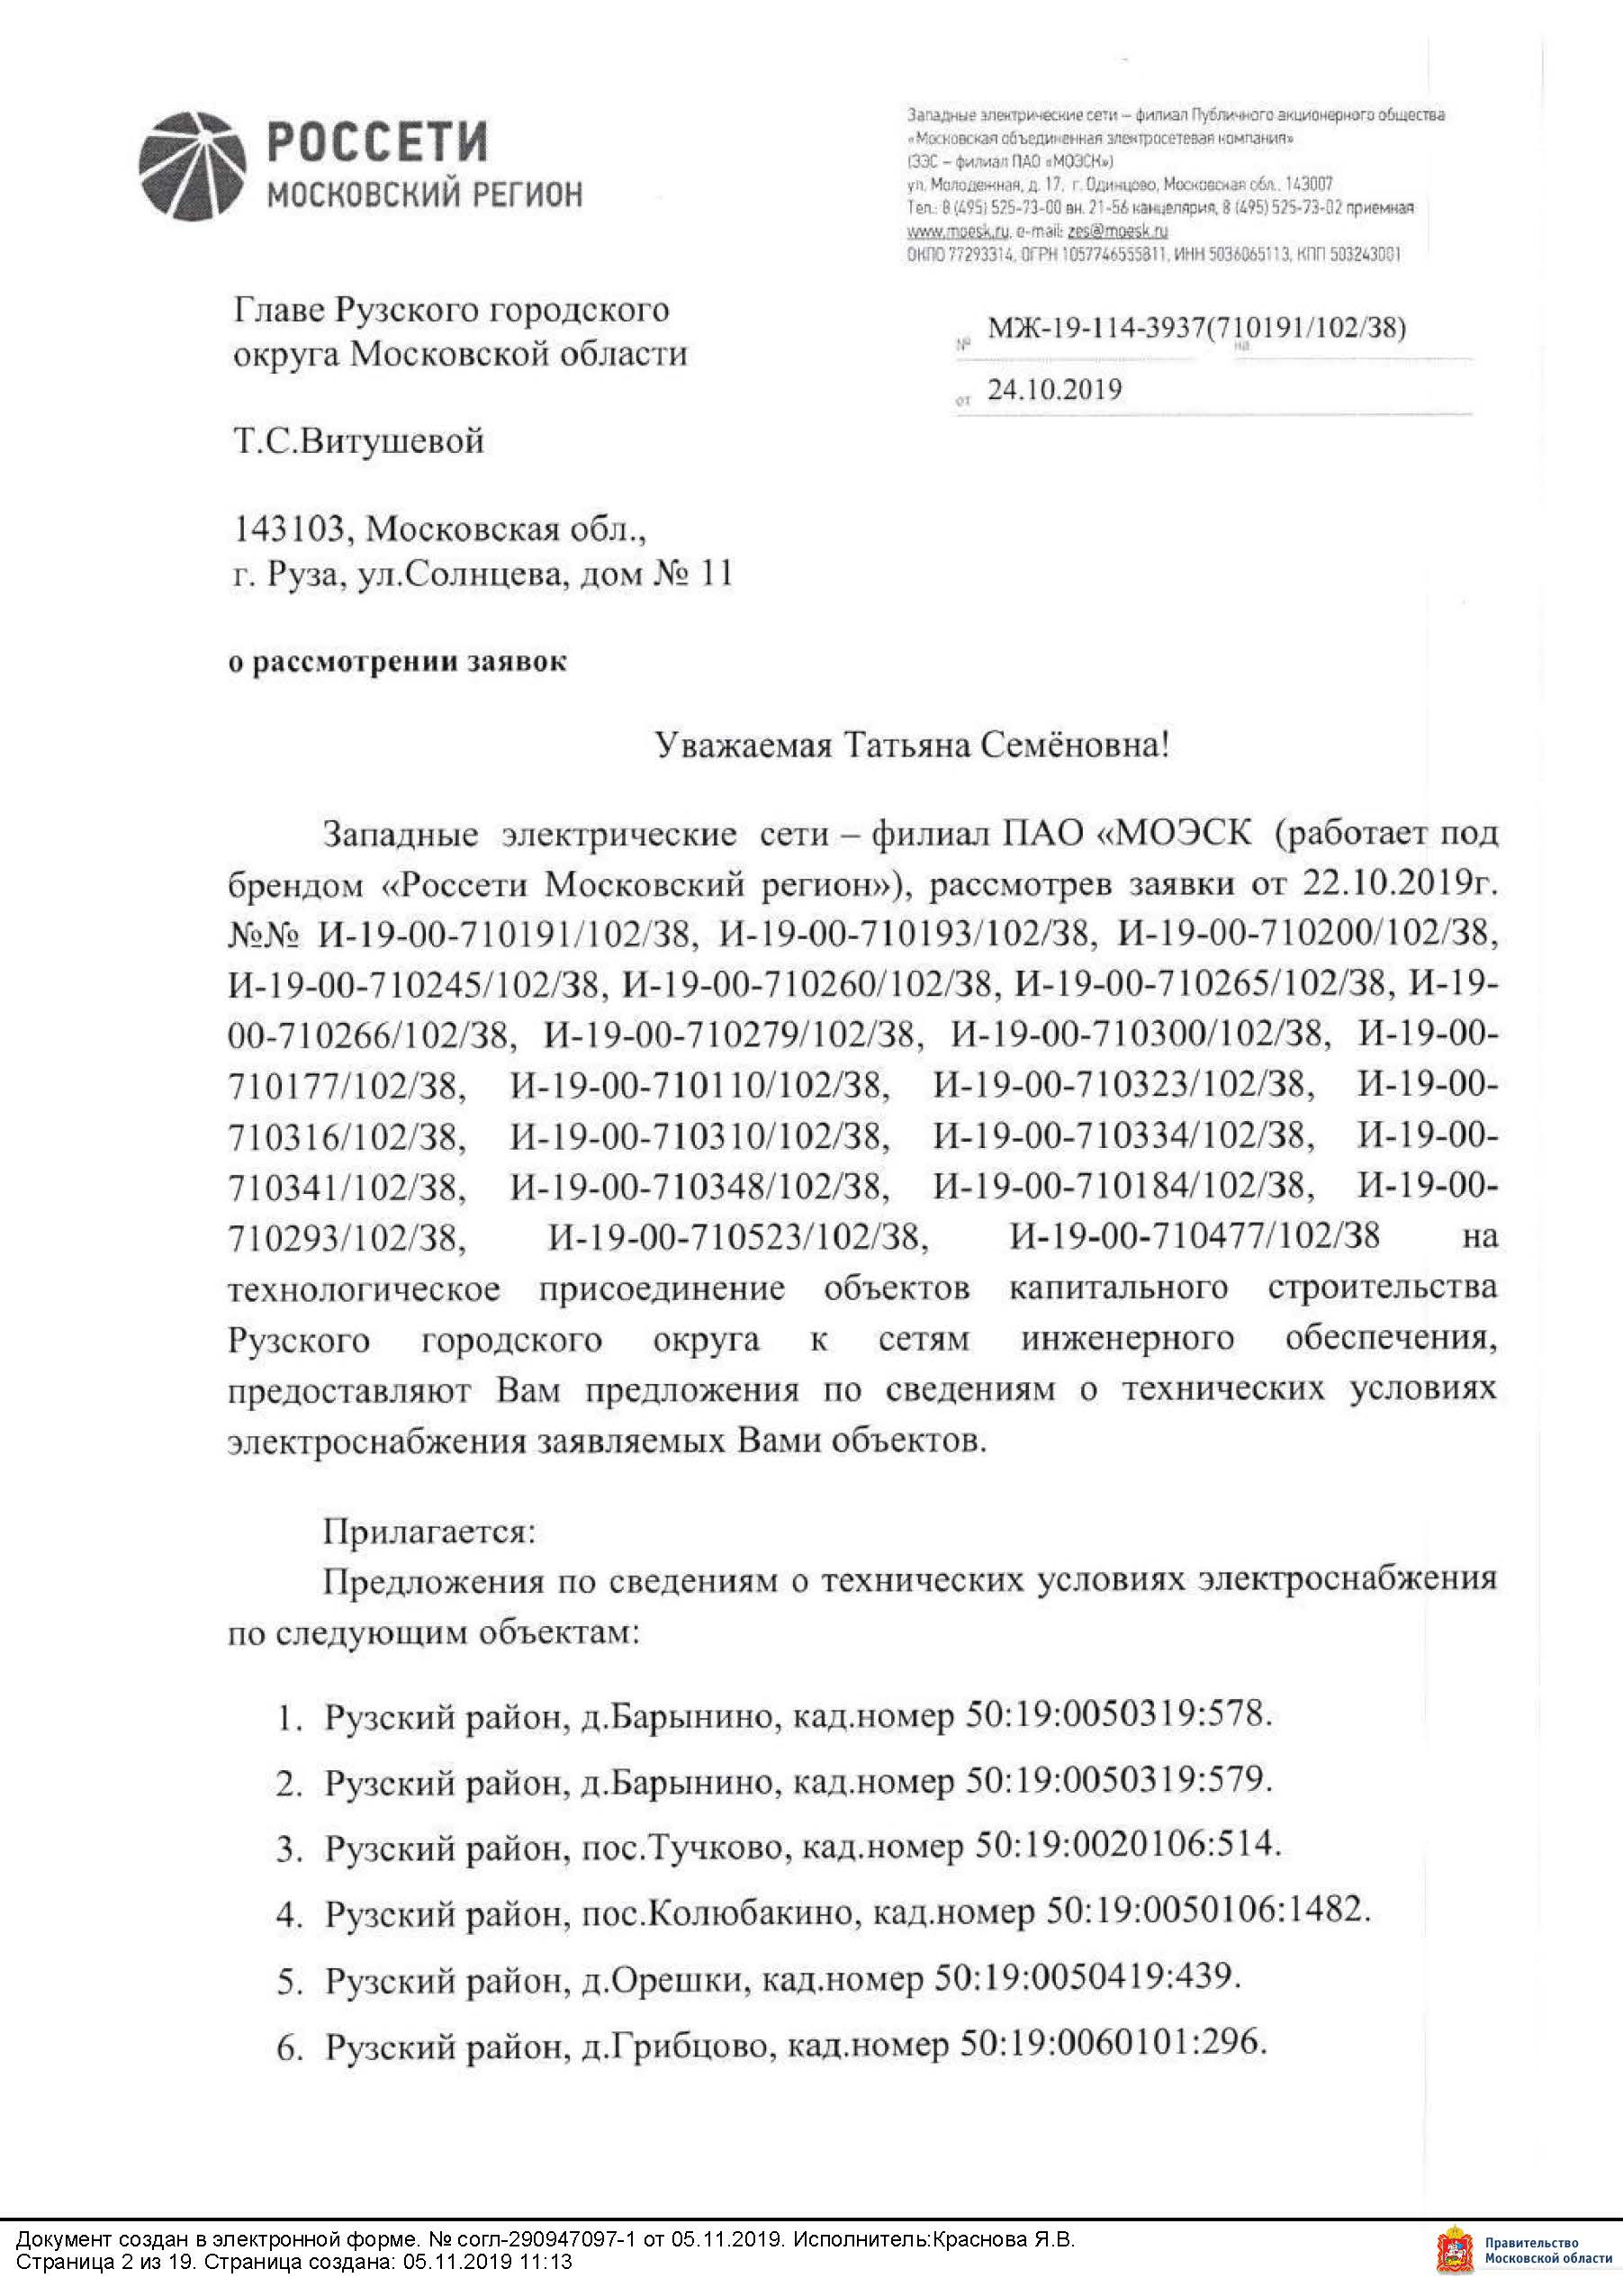 РОССЕТИ
МОСКОВСКИЙ РЕГИОН
Западные электрические сети – филиал Публичного акционерного общества
«Московская объединенная электросетевая компания»
(ЗЭС – филиал ПАО «МОЭСК»)
ул. Молодежная, д. 17, г. Одинцово, Московская обл., 143007
Тел.: 8 (495) 525-73-00 вн. 21-56 канцелярия, 8 (495) 525-73-02 приемная
www.moesk.ru, e-mail: zes@moesk.ru
ОКПО 77293314, ОГРН 1057746555811, ИНН 5036065113, КПП 503243001
Главе Рузского городского
округа Московской области
№ МЖ-19-114-3937(710191/102/38)
на
от 24.10.2019
Т.С.Витушевой
143103, Московская обл.,
г. Руза, ул.Солнцева, дом № 11
о рассмотрении заявок
Уважаемая Татьяна Семёновна!
Западные электрические сети – филиал ПАО «МОЭСК (работает под
брендом «Россети Московский регион»), рассмотрев заявки от 22.10.2019г.
№№ И-19-00-710191/102/38, И-19-00-710193/102/38, И-19-00-710200/102/38,
И-19-00-710245/102/38, И-19-00-710260/102/38, И-19-00-710265/102/38, И-19-
00-710266/102/38, И-19-00-710279/102/38, И-19-00-710300/102/38, И-19-00-
710177/102/38, И-19-00-710110/102/38, И-19-00-710323/102/38, И-19-00-
710316/102/38, И-19-00-710310/102/38, И-19-00-710334/102/38, И-19-00-
710341/102/38, И-19-00-710348/102/38, И-19-00-710184/102/38, И-19-00-
710293/102/38, И-19-00-710523/102/38, И-19-00-710477/102/38 на
технологическое присоединение объектов капитального строительства
Рузского городского округа к сетям инженерного обеспечения,
предоставляют Вам предложения по сведениям о технических условиях
электроснабжения заявляемых Вами объектов.
Прилагается:
Предложения по сведениям о технических условиях электроснабжения
по следующим объектам:
1. Рузский район, д.Барынино, кад.номер 50:19:0050319:578.
2. Рузский район, д.Барынино, кад.номер 50:19:0050319:579.
3. Рузский район, пос.Тучково, кад.номер 50:19:0020106:514.
4. Рузский район, пос.Колюбакино, кад.номер 50:19:0050106:1482.
5. Рузский район, д.Орешки, кад.номер 50:19:0050419:439.
6. Рузский район, д.Грибцово, кад.номер 50:19:0060101:296.
Документ создан в электронной форме. № согл-290947097-1 от 05.11.2019. Исполнитель:Краснова Я.В.
Страница 2 из 19. Страница создана: 05.11.2019 11:13
Правительство
Московской области